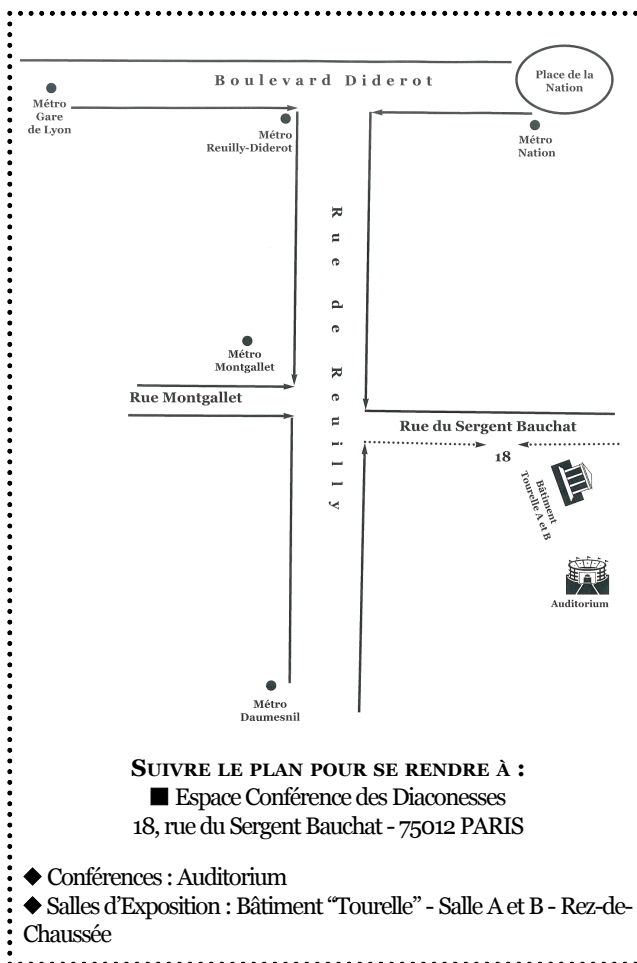 Boulevard Diderot
Place de la
Nation
Métro
Gare
de Lyon
Métro
Reuilly-Diderot
Métro
Nation
Rue de Reuilly
Métro
Montgallet
Rue Montgallet
Rue du Sergent Bauchat
18
Bâtiment
Tourelle A et B
Auditorium
Métro
Daumesnil
SUIVRE LE PLAN POUR SE RENDRE À :
■ Espace Conférence des Diaconesses
18, rue du Sergent Bauchat - 75012 PARIS
◆ Conférences : Auditorium
◆ Salles d’Exposition : Bâtiment “Tourelle” - Salle A et B - Rez-de-
Chaussée